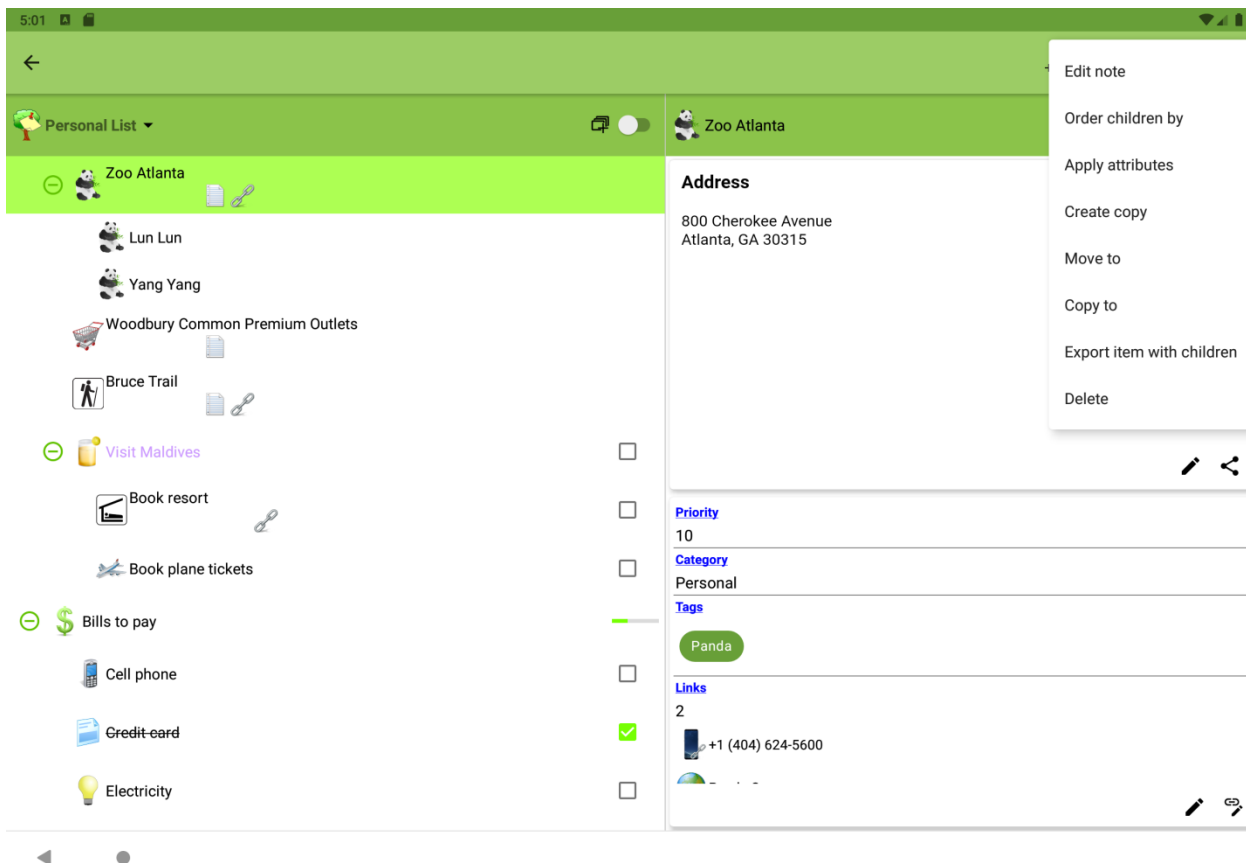 5:01
Edit note
Order children by
Apply attributes
Create copy
Move to
Copy to
Export item with children
Delete
Personal List
Zoo Atlanta
Lun Lun
Yang Yang
Woodbury Common Premium Outlets
Bruce Trail
Visit Maldives
Book resort
Book plane tickets
Bills to pay
Cell phone
Credit card
Electricity
Zoo Atlanta
Address
800 Cherokee Avenue
Atlanta, GA 30315
Priority
10
Category
Personal
Tags
Panda
Links
2
+1 (404) 624-5600